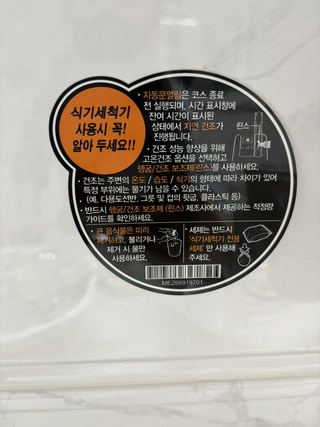 식기세척기
사용시 꼭!
알아 두세요!!
· 자동문열림은 코스 종료
전 실행되며, 시간 표시창에
잔여 시간이 표시된
상태에서 자연 건조가
진행됩니다.
린스
· 건조 성능 향상을 위해
고온건조 옵션을 선택하고
헹굼/건조 보조제(린스)를 사용하세요.
· 건조는 주변의 온도 / 습도 / 식기의 형태에 따라 차이가 있어
특정 부위에는 물기가 남을 수 있습니다.
(예. 다용도선반, 그릇 및 컵의 윗굽, 플라스틱 등)
· 반드시 헹굼/건조 보조제 (린스) 제조사에서 제공하는 적정량
가이드를 확인하세요.
· 큰 음식물은 미리
제거하고, 불리거나
제거 시 물만
사용하세요.
· 세제는 반드시
'식기세척기 전용
세제' 만 사용해
주세요.
MEZ68919701